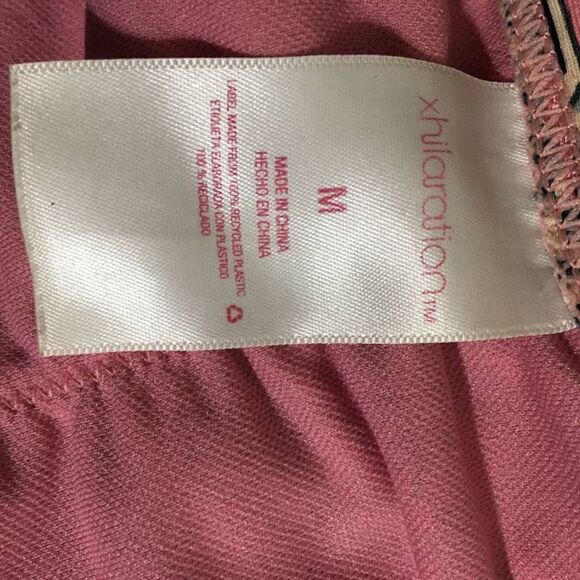 xhilaration™
M
MADE IN CHINA
HECHO EN CHINA
LABEL MADE FROM 100% RECYCLED PLASTIC
ETIQUETA ELABORADA CON PLASTICO
100 % RECICLADO